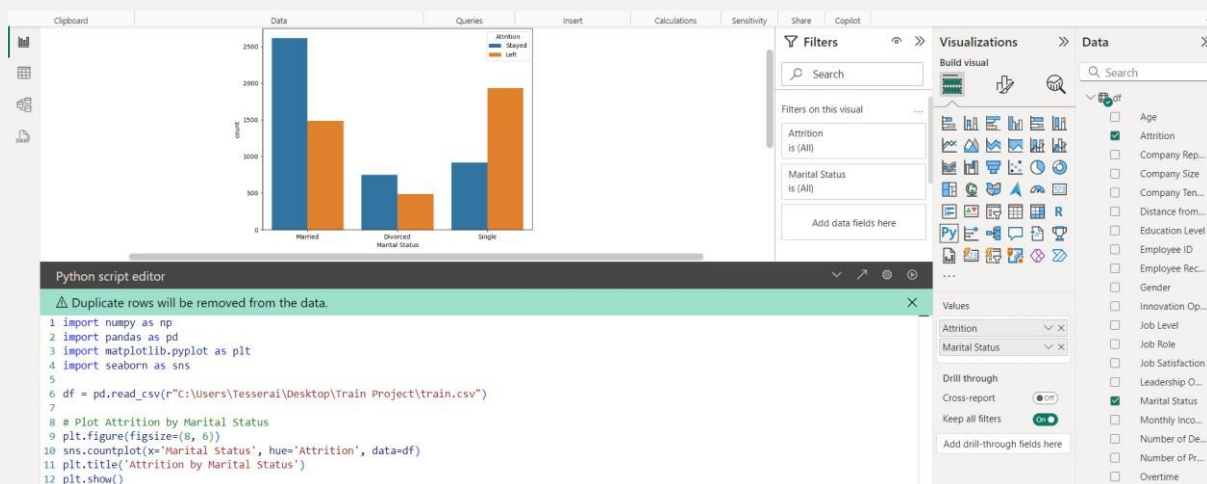 Clipboard
Data
Queries
Insert
Calculations
Sensitivity
Share
Copilot
2500
2000
1500
1000
500
0
count
Attrition
Stayed
Left
Married
Divorced
Single
Marital Status
Filters
Search
Filters on this visual
...
Attrition
is (All)
Marital Status
is (All)
Add data fields here
Visualizations
Build visual
R
Py
123
...
Values
Attrition
Marital Status
Drill through
Cross-report
Off
Keep all filters
On
Add drill-through fields here
Data
Search
df
Age
Attrition
Company Rep...
Company Size
Company Ten...
Distance from...
Education Level
Employee ID
Employee Rec...
Gender
Innovation Op...
Job Level
Job Role
Job Satisfaction
Leadership O...
Marital Status
Monthly Inco...
Number of De...
Number of Pr...
Overtime
Python script editor
Duplicate rows will be removed from the data.
1 import numpy as np
2 import pandas as pd
3 import matplotlib.pyplot as plt
4 import seaborn as sns
5
6 df = pd.read_csv(r"C:\Users\Tesserai\Desktop\Train Project\train.csv")
7
8 # Plot Attrition by Marital Status
9 plt.figure(figsize=(8, 6))
10 sns.countplot(x='Marital Status', hue='Attrition', data=df)
11 plt.title('Attrition by Marital Status')
12 plt.show()